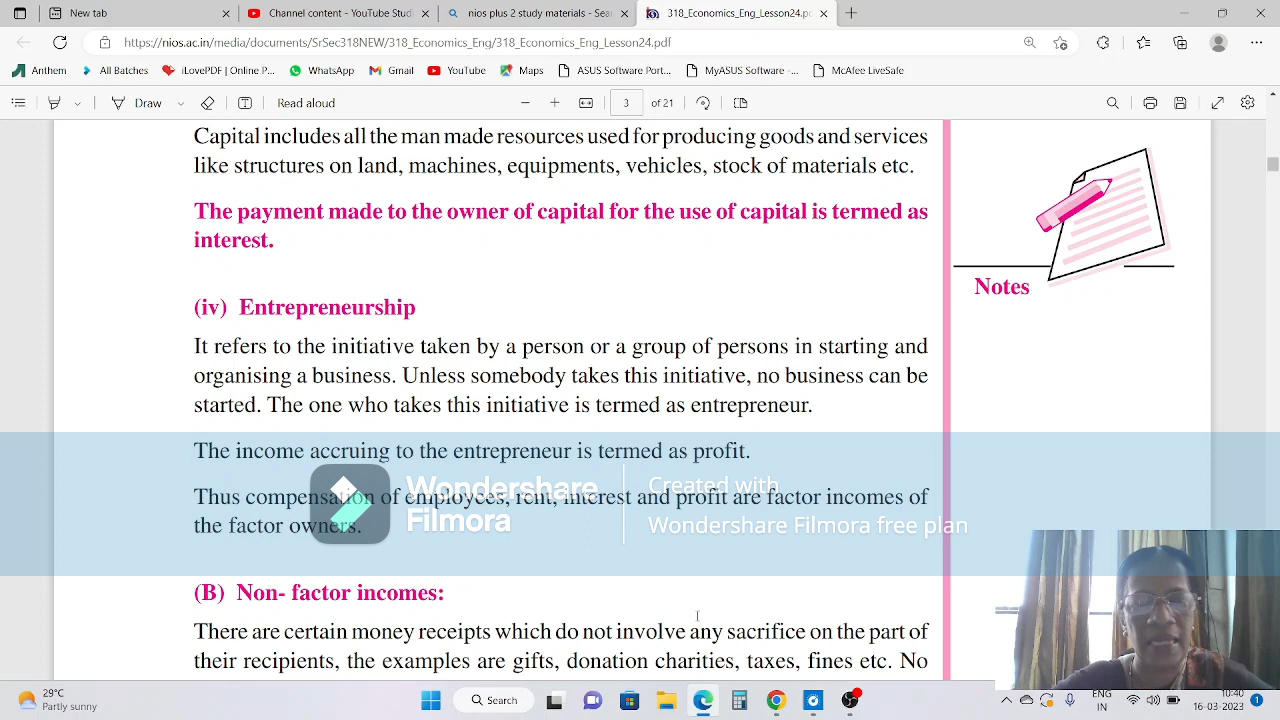 New tab
YouTube - YouTube Stud
nios plus 2 study materials - Sear
318_Economics_Eng_Lesson24.pd
https://nios.ac.in/media/documents/SrSec318NEW/318_Economics_Eng/318_Economics_Eng_Lesson24.pdf
Anthem
All Batches
iLovePDF | Online P...
WhatsApp
Gmail
YouTube
Maps
ASUS Software Port...
MyASUS Software -...
McAfee LiveSafe
Draw
Read aloud
3
of 21
Capital includes all the man made resources used for producing goods and services
like structures on land, machines, equipments, vehicles, stock of materials etc.
The payment made to the owner of capital for the use of capital is termed as
interest.
Notes
(iv) Entrepreneurship
It refers to the initiative taken by a person or a group of persons in starting and
organising a business. Unless somebody takes this initiative, no business can be
started. The one who takes this initiative is termed as entrepreneur.
The income accruing to the entrepreneur is termed as profit.
Thus compensation of employees, rent, interest and profit are factor incomes of
the factor owners.
Wondershare
Filmora
Created with
Wondershare Filmora free plan
(B) Non- factor incomes:
There are certain money receipts which do not involve any sacrifice on the part of
their recipients, the examples are gifts, donation charities, taxes, fines etc. No
29°C
Partly sunny
Search
ENG
IN
10:40
16-03-2023
1